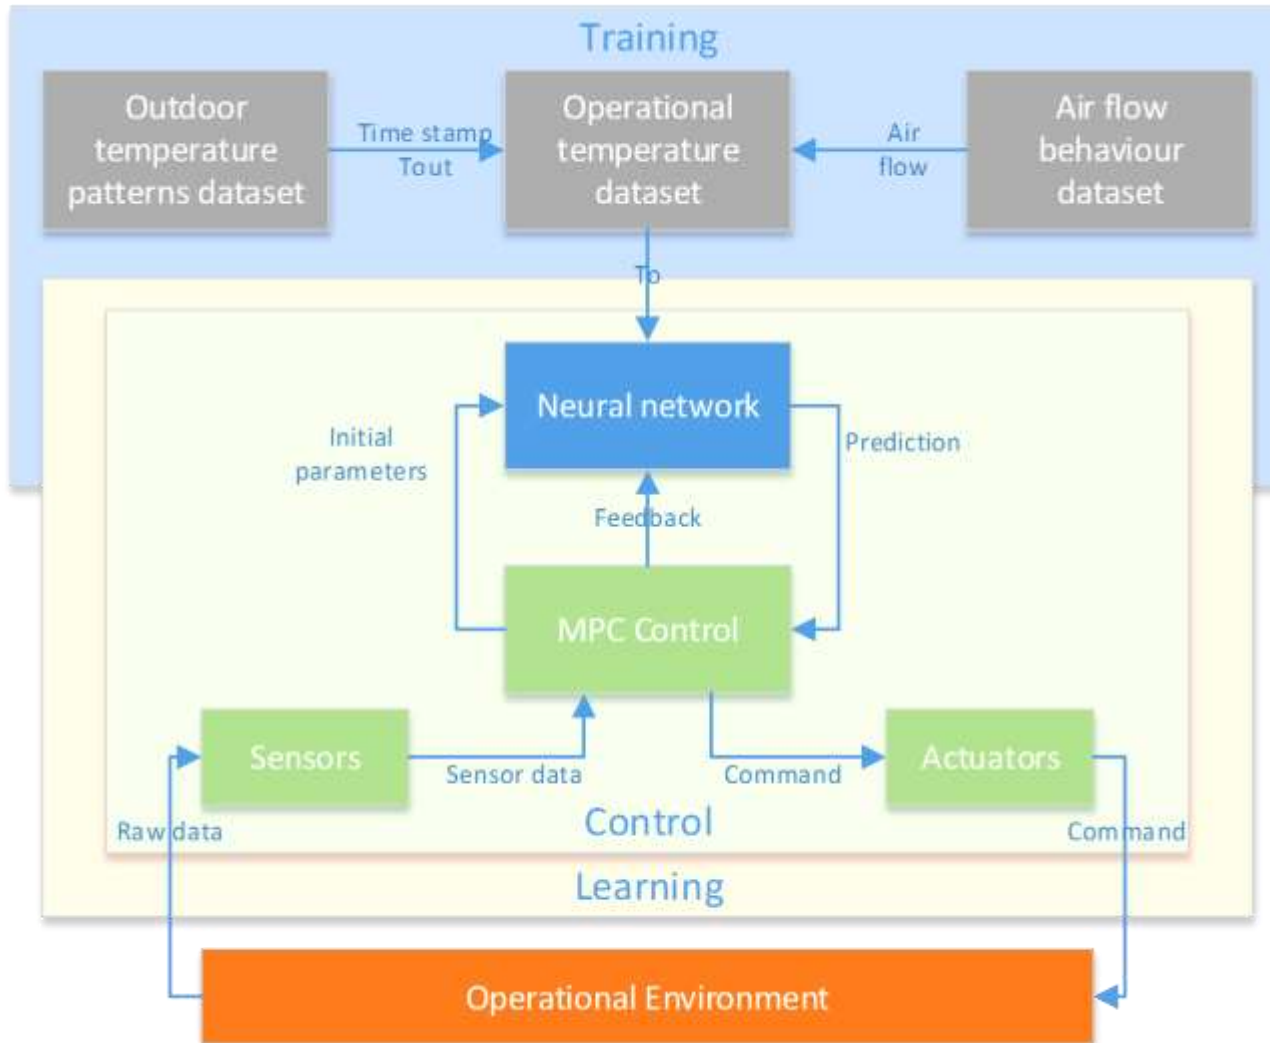 Training
Outdoor
temperature
patterns dataset
Time stamp
Tout
Operational
temperature
dataset
Air
flow
Air flow
behaviour
dataset
To
Neural network
Initial
parameters
Prediction
Feedback
MPC Control
Sensors
Sensor data
Command
Actuators
Raw data
Control
Command
Learning
Operational Environment